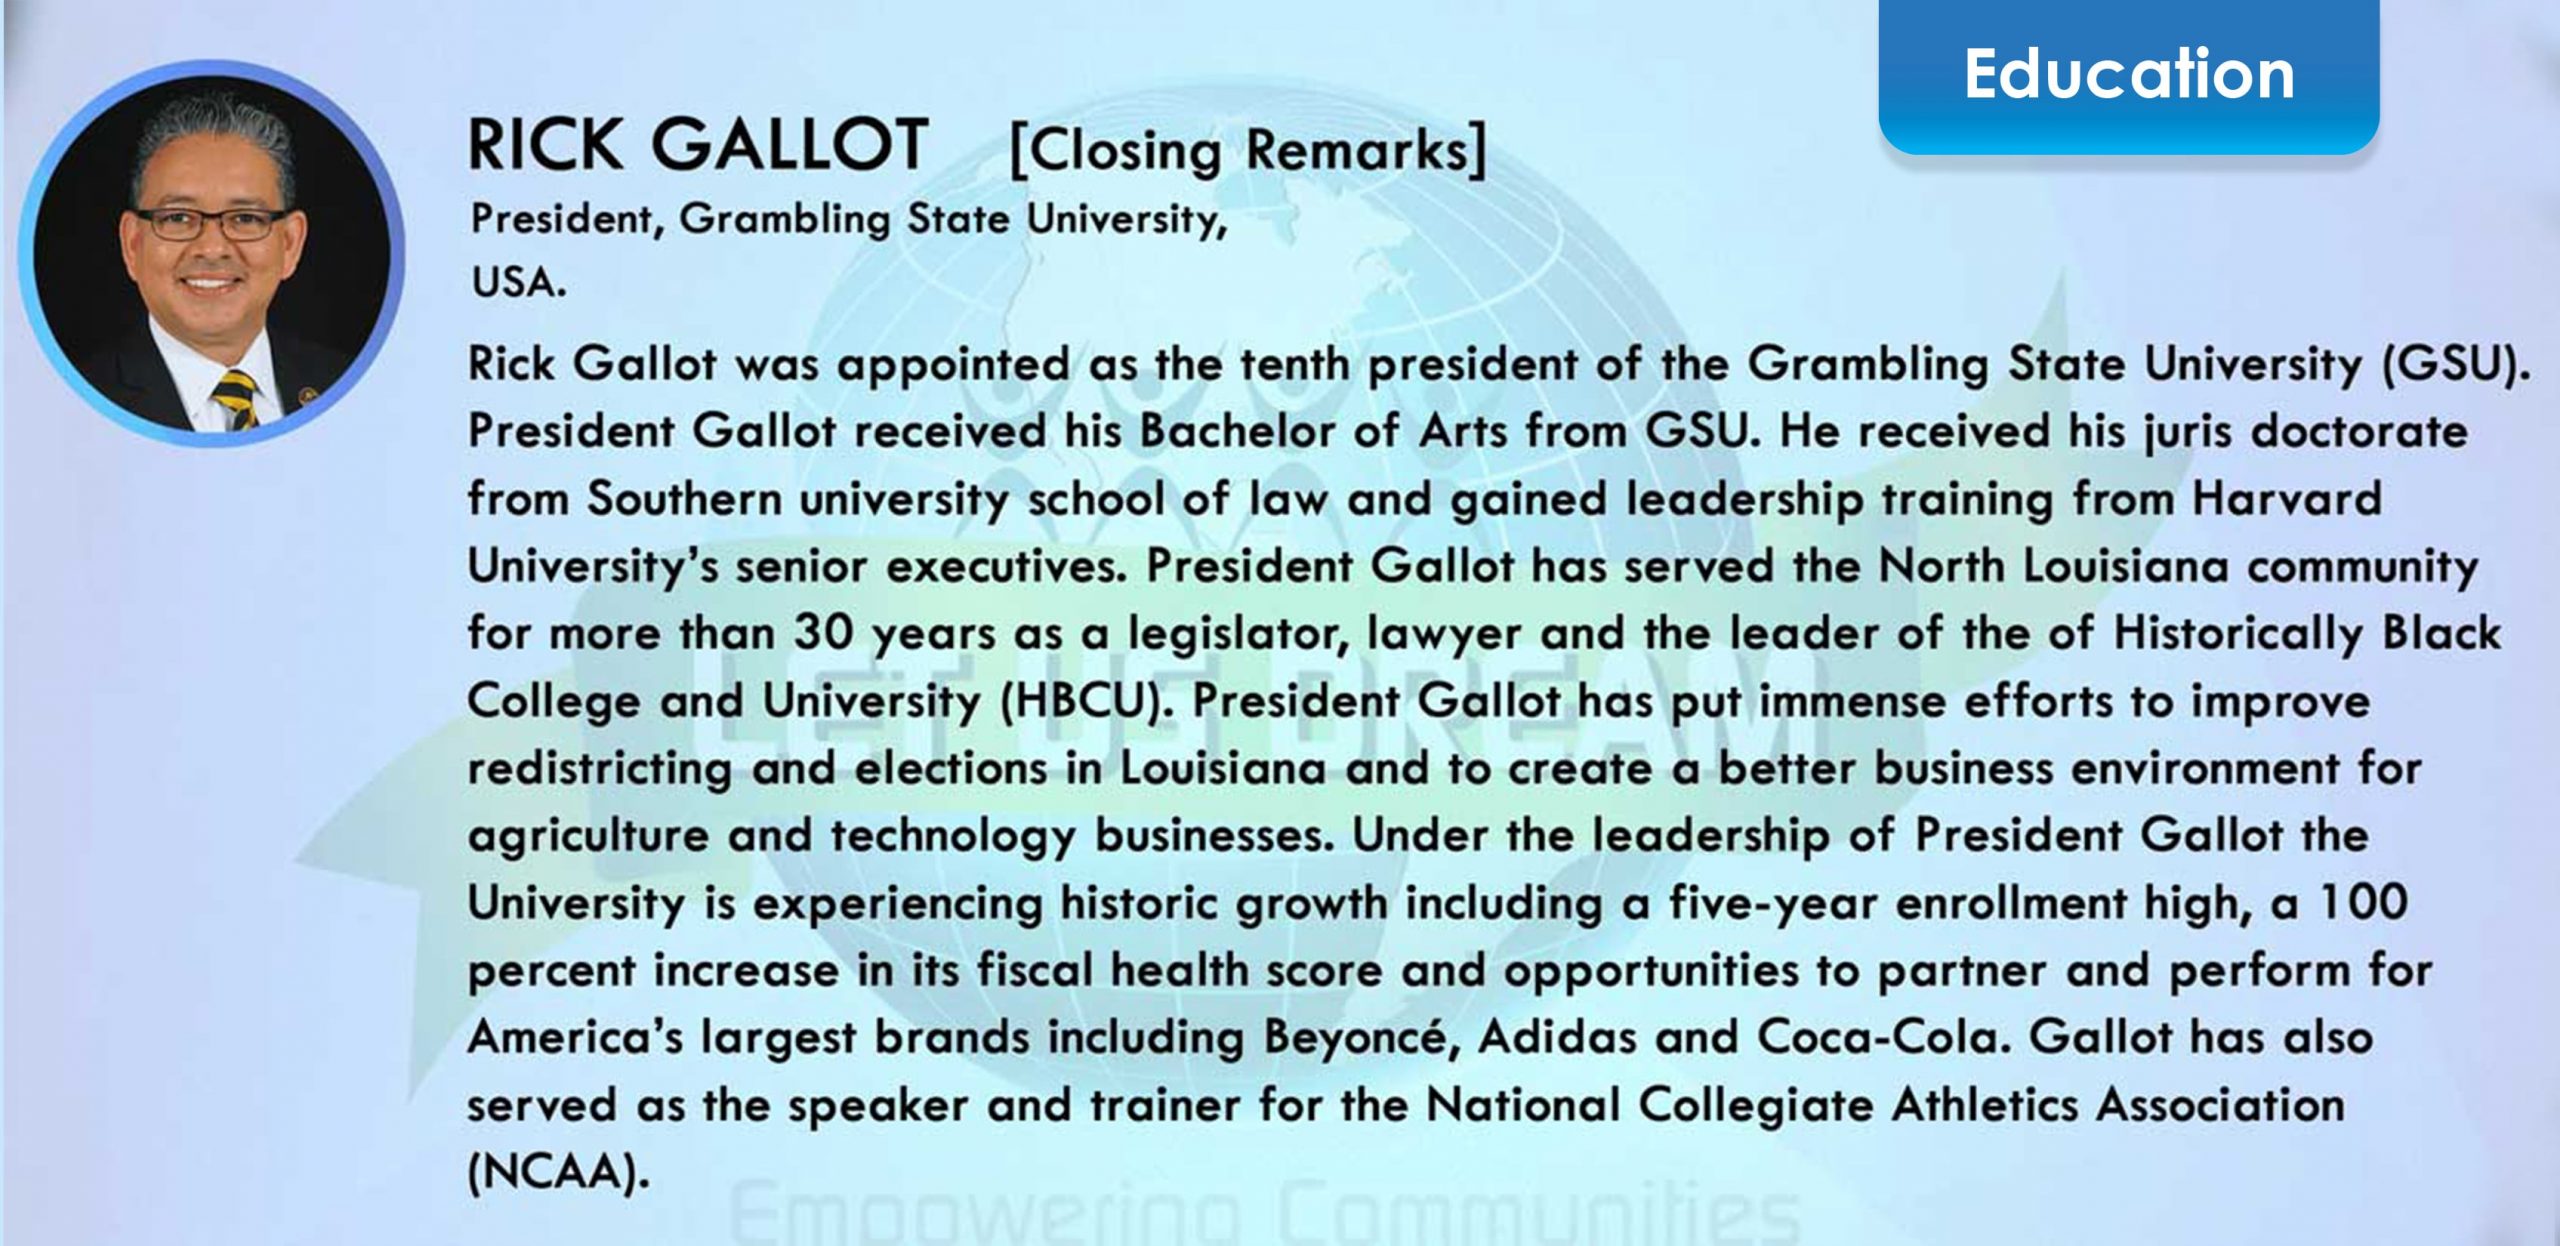 Education
RICK GALLOT [Closing Remarks]
President, Grambling State University,
USA.
Rick Gallot was appointed as the tenth president of the Grambling State University (GSU).
President Gallot received his Bachelor of Arts from GSU. He received his juris doctorate
from Southern university school of law and gained leadership training from Harvard
University’s senior executives. President Gallot has served the North Louisiana community
for more than 30 years as a legislator, lawyer and the leader of the of Historically Black
College and University (HBCU). President Gallot has put immense efforts to improve
redistricting and elections in Louisiana and to create a better business environment for
agriculture and technology businesses. Under the leadership of President Gallot the
University is experiencing historic growth including a five-year enrollment high, a 100
percent increase in its fiscal health score and opportunities to partner and perform for
America’s largest brands including Beyoncé, Adidas and Coca-Cola. Gallot has also
served as the speaker and trainer for the National Collegiate Athletics Association
(NCAA).
LET US DREAM
Empowering Communities